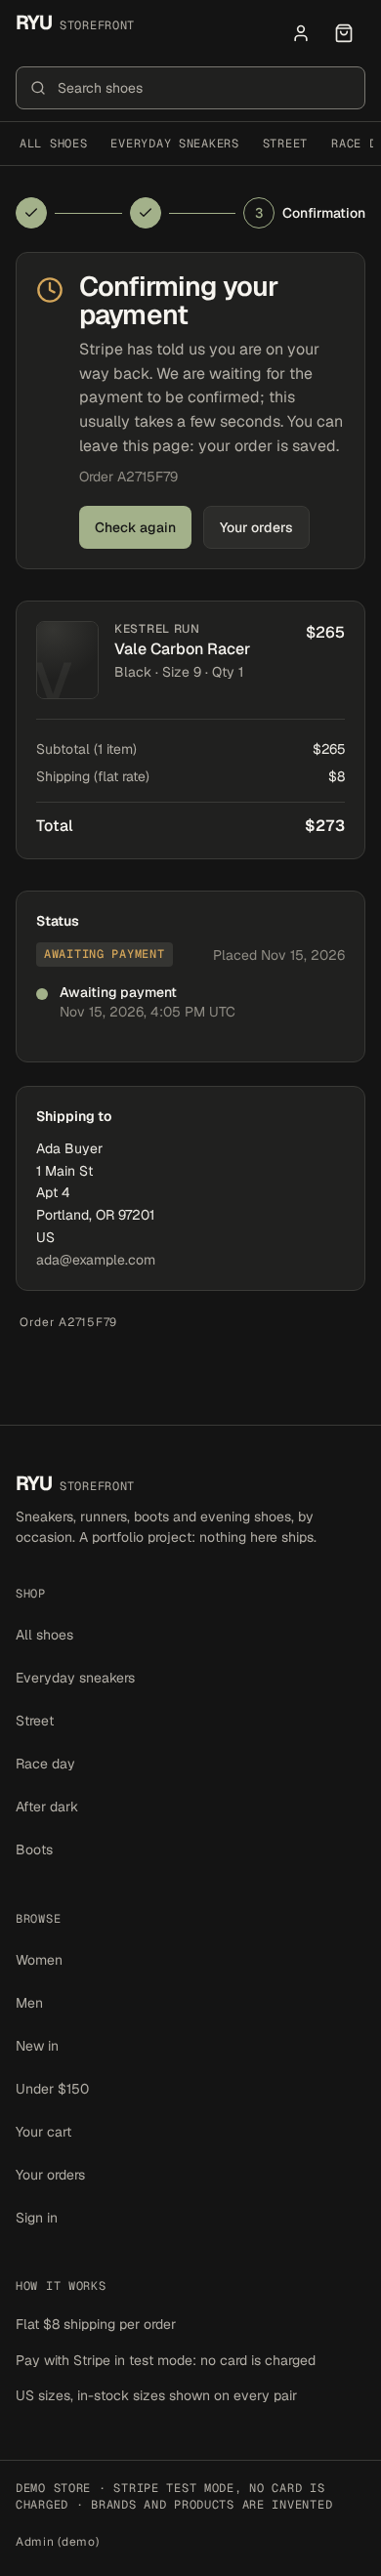 RYU STOREFRONT
Search shoes
ALL SHOES EVERYDAY SNEAKERS STREET RACE D
3 Confirmation
Confirming your
payment
Stripe has told us you are on your
way back. We are waiting for the
payment to be confirmed; this
usually takes a few seconds. You can
leave this page: your order is saved.
Order A2715F79
Check again Your orders
V
KESTREL RUN $265
Vale Carbon Racer
Black · Size 9 · Qty 1
Subtotal (1 item) $265
Shipping (flat rate) $8
Total $273
Status
AWAITING PAYMENT Placed Nov 15, 2026
Awaiting payment
Nov 15, 2026, 4:05 PM UTC
Shipping to
Ada Buyer
1 Main St
Apt 4
Portland, OR 97201
US
ada@example.com
Order A2715F79
RYU STOREFRONT
Sneakers, runners, boots and evening shoes, by
occasion. A portfolio project: nothing here ships.
SHOP
All shoes
Everyday sneakers
Street
Race day
After dark
Boots
BROWSE
Women
Men
New in
Under $150
Your cart
Your orders
Sign in
HOW IT WORKS
Flat $8 shipping per order
Pay with Stripe in test mode: no card is charged
US sizes, in-stock sizes shown on every pair
DEMO STORE · STRIPE TEST MODE, NO CARD IS
CHARGED · BRANDS AND PRODUCTS ARE INVENTED
Admin (demo)